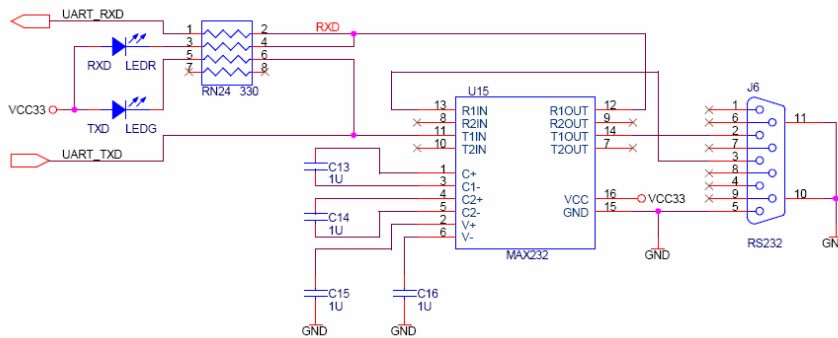 UART_RXD
1 2 RXD
3 4
5 6
7 8
RXD LEDR
RN24 330
VCC33
TXD LEDG
UART_TXD
U15
J6
13 R1IN R1OUT 12
8 R2IN R2OUT 9
11 T1IN T1OUT 14
10 T2IN T2OUT 7
1 C+
3 C1-
4 C2+
5 C2-
2 V+
6 V-
VCC 16 VCC33
GND 15
MAX232
C13
1U
C14
1U
C15
1U
C16
1U
GND
GND
GND
1
6
2
7
3
8
4
9
5
11
10
RS232
GN